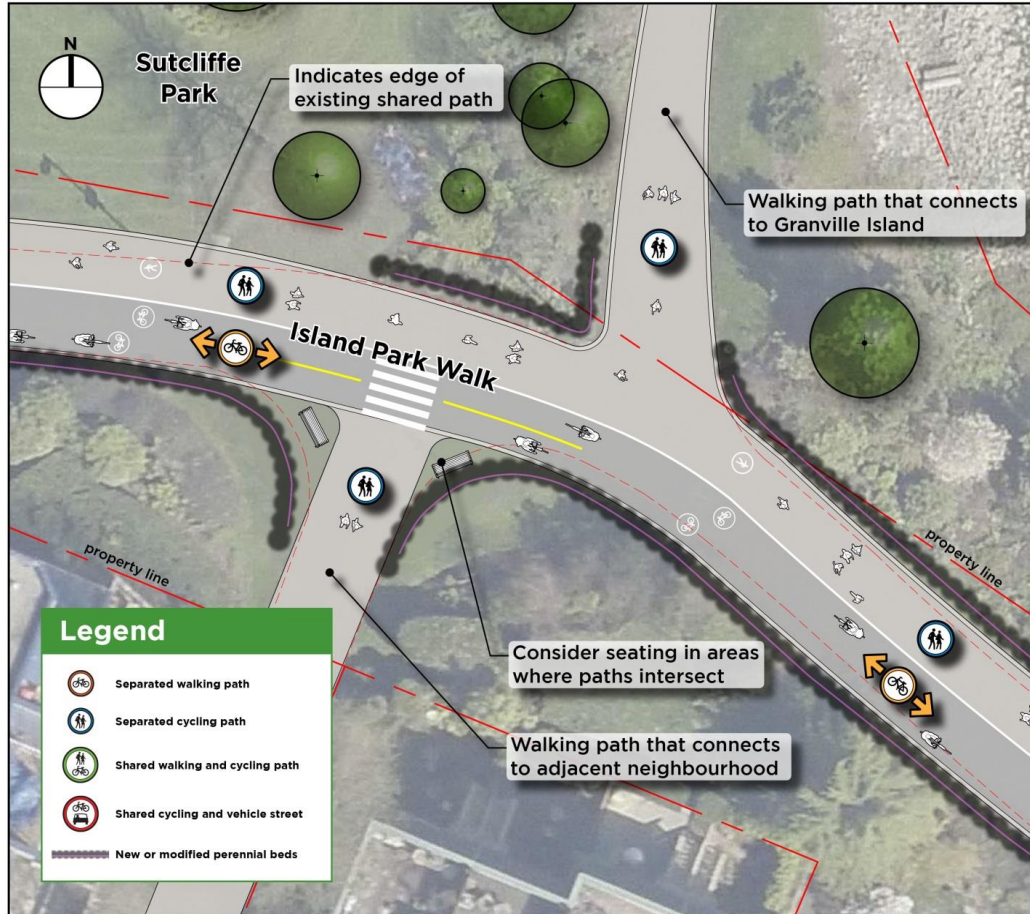 N
Sutcliffe
Park
Indicates edge of
existing shared path
Walking path that connects
to Granville Island
Island Park Walk
property line
property line
Consider seating in areas
where paths intersect
Walking path that connects
to adjacent neighbourhood
Legend
Separated walking path
Separated cycling path
Shared walking and cycling path
Shared cycling and vehicle street
New or modified perennial beds